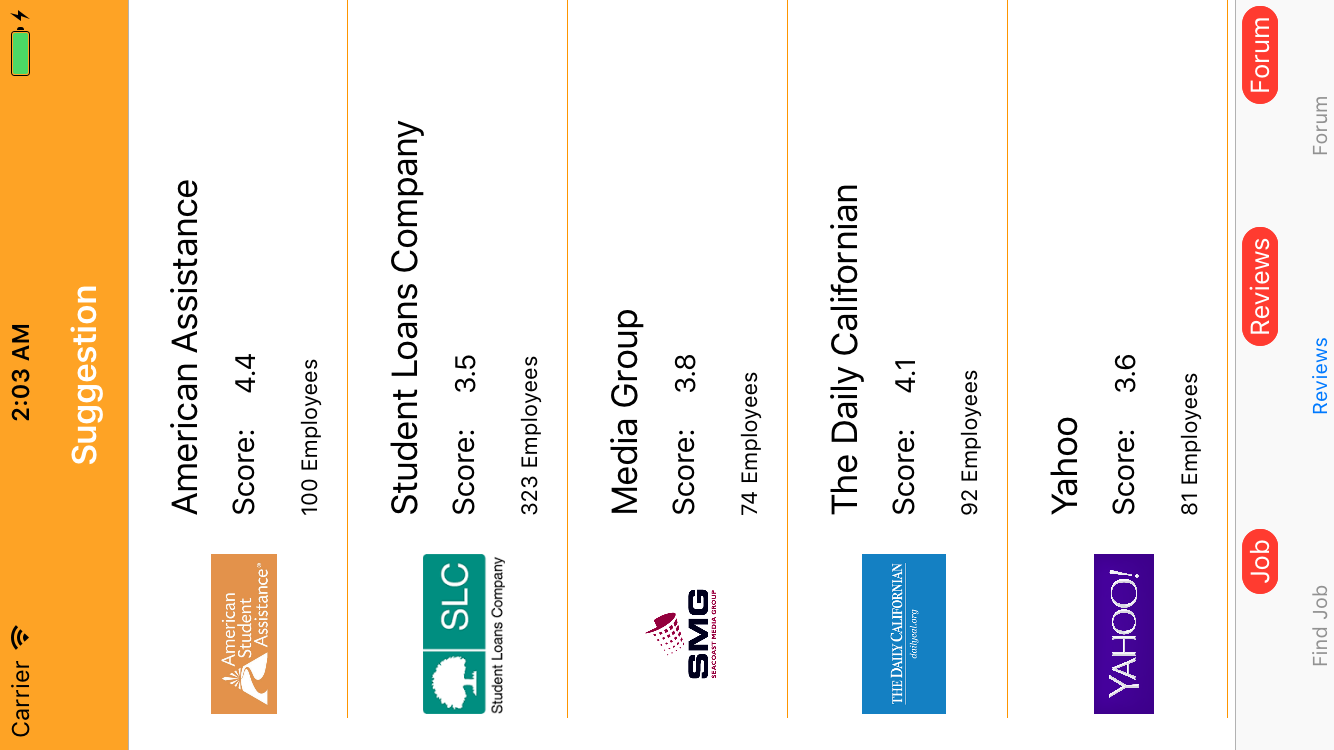 Carrier 2:03 AM
Suggestion
American Student Assistance®
American Assistance
Score: 4.4
100 Employees
SLC
Student Loans Company
Student Loans Company
Score: 3.5
323 Employees
SMG
SEACOAST MEDIA GROUP
Media Group
Score: 3.8
74 Employees
THE DAILY CALIFORNIAN
dailycal.org
The Daily Californian
Score: 4.1
92 Employees
YAHOO!
Yahoo
Score: 3.6
81 Employees
Job Reviews Forum
Find Job Reviews Forum